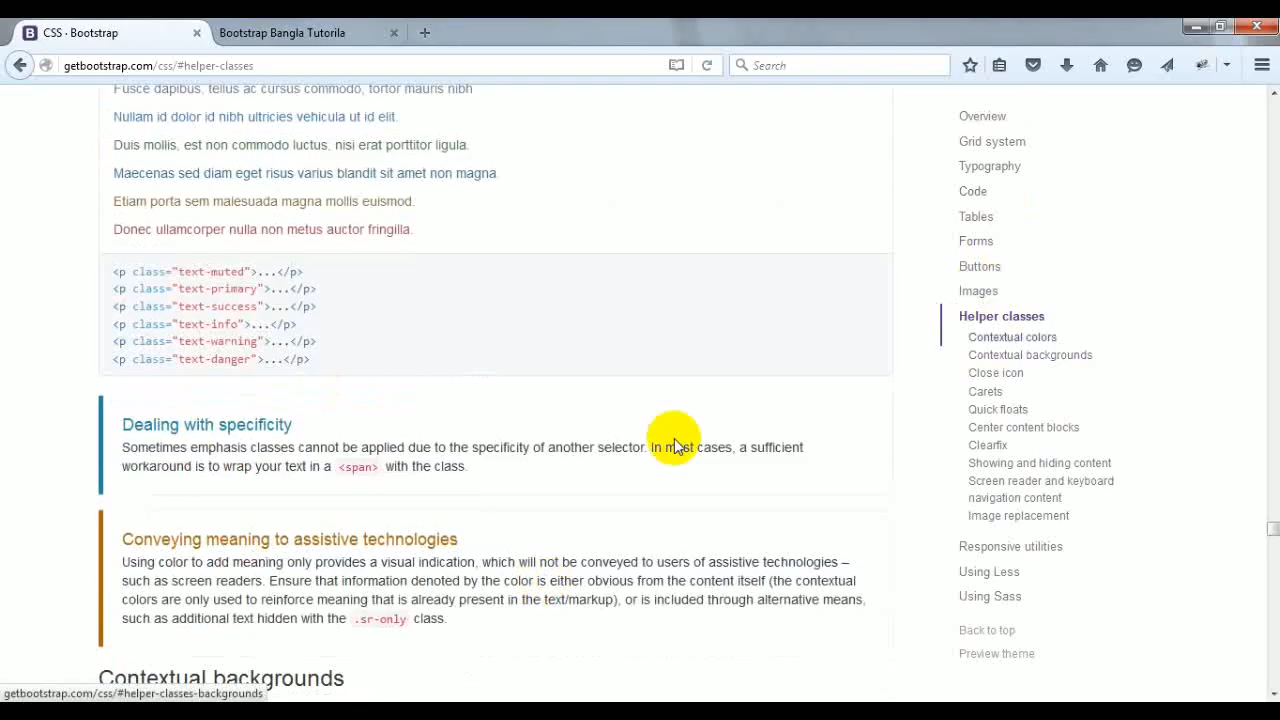 CSS · Bootstrap
Bootstrap Bangla Tutorila
getbootstrap.com/css/#helper-classes
Search
Fusce dapibus, tellus ac cursus commodo, tortor mauris nibh
Nullam id dolor id nibh ultricies vehicula ut id elit.
Duis mollis, est non commodo luctus, nisi erat porttitor ligula.
Maecenas sed diam eget risus varius blandit sit amet non magna.
Etiam porta sem malesuada magna mollis euismod.
Donec ullamcorper nulla non metus auctor fringilla.
<p class="text-muted">...</p>
<p class="text-primary">...</p>
<p class="text-success">...</p>
<p class="text-info">...</p>
<p class="text-warning">...</p>
<p class="text-danger">...</p>
Dealing with specificity
Sometimes emphasis classes cannot be applied due to the specificity of another selector. In most cases, a sufficient
workaround is to wrap your text in a <span> with the class.
Conveying meaning to assistive technologies
Using color to add meaning only provides a visual indication, which will not be conveyed to users of assistive technologies –
such as screen readers. Ensure that information denoted by the color is either obvious from the content itself (the contextual
colors are only used to reinforce meaning that is already present in the text/markup), or is included through alternative means,
such as additional text hidden with the .sr-only class.
Contextual backgrounds
getbootstrap.com/css/#helper-classes-backgrounds
Overview
Grid system
Typography
Code
Tables
Forms
Buttons
Images
Helper classes
Contextual colors
Contextual backgrounds
Close icon
Carets
Quick floats
Center content blocks
Clearfix
Showing and hiding content
Screen reader and keyboard
navigation content
Image replacement
Responsive utilities
Using Less
Using Sass
Back to top
Preview theme